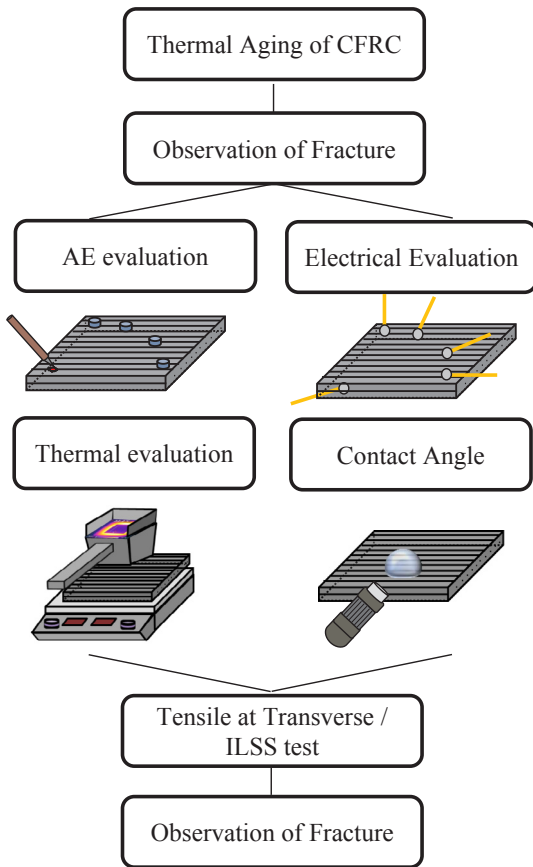 Thermal Aging of CFRC
Observation of Fracture
AE evaluation
Electrical Evaluation
Thermal evaluation
Contact Angle
Tensile at Transverse /
ILSS test
Observation of Fracture